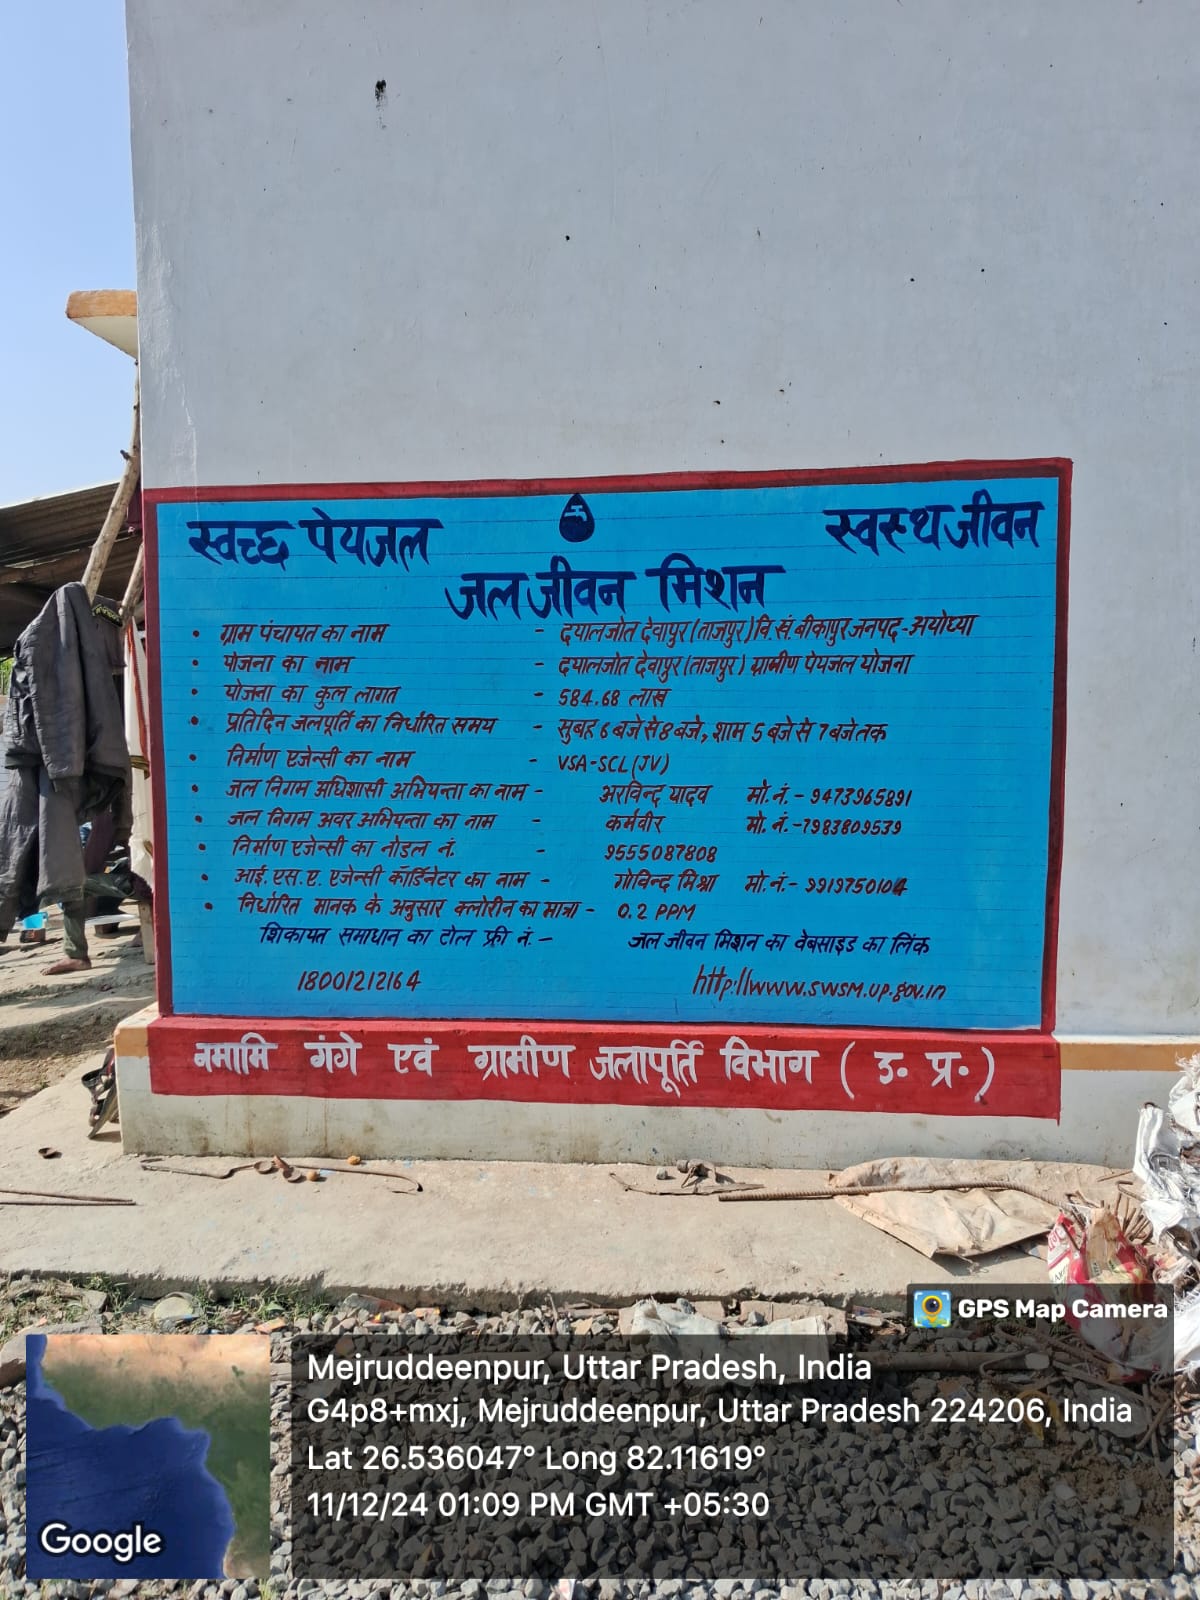 स्वच्छ पेयजल स्वस्थ जीवन
जल जीवन मिशन
• ग्राम पंचायत का नाम - दयालजोत देवापुर (ताजपुर) वि.सं. बीकापुर जनपद-अयोध्या
• योजना का नाम - दयालजोत देवापुर (ताजपुर) ग्रामीण पेयजल योजना
• योजना का कुल लागत - 584.68 लाख
• प्रतिदिन जलपूर्ति का निर्धारित समय - सुबह 6 बजे से 8 बजे, शाम 5 बजे से 7 बजे तक
• निर्माण एजेन्सी का नाम - VSA-SCL(JV)
• जल निगम अधिशासी अभियन्ता का नाम - अरविन्द यादव मो. नं. - 9473965891
• जल निगम अवर अभियन्ता का नाम - कर्मवीर मो. नं. - 7983809539
• निर्माण एजेन्सी का नोडल नं. - 9555087808
• आई. एस. ए. एजेन्सी कॉर्डिनेटर का नाम - गोविन्द मिश्रा मो. नं. - 9919750104
• निर्धारित मानक के अनुसार क्लोरीन का मात्रा - 0.2 PPM
शिकायत समाधान का टोल फ्री नं. - जल जीवन मिशन का वेबसाइड का लिंक
18001212164 http://www.swsm.up.gov.in
नमामि गंगे एवं ग्रामीण जलापूर्ति विभाग ( उ. प्र. )
GPS Map Camera
Mejruddeenpur, Uttar Pradesh, India
G4p8+mxj, Mejruddeenpur, Uttar Pradesh 224206, India
Lat 26.536047° Long 82.11619°
11/12/24 01:09 PM GMT +05:30
Google